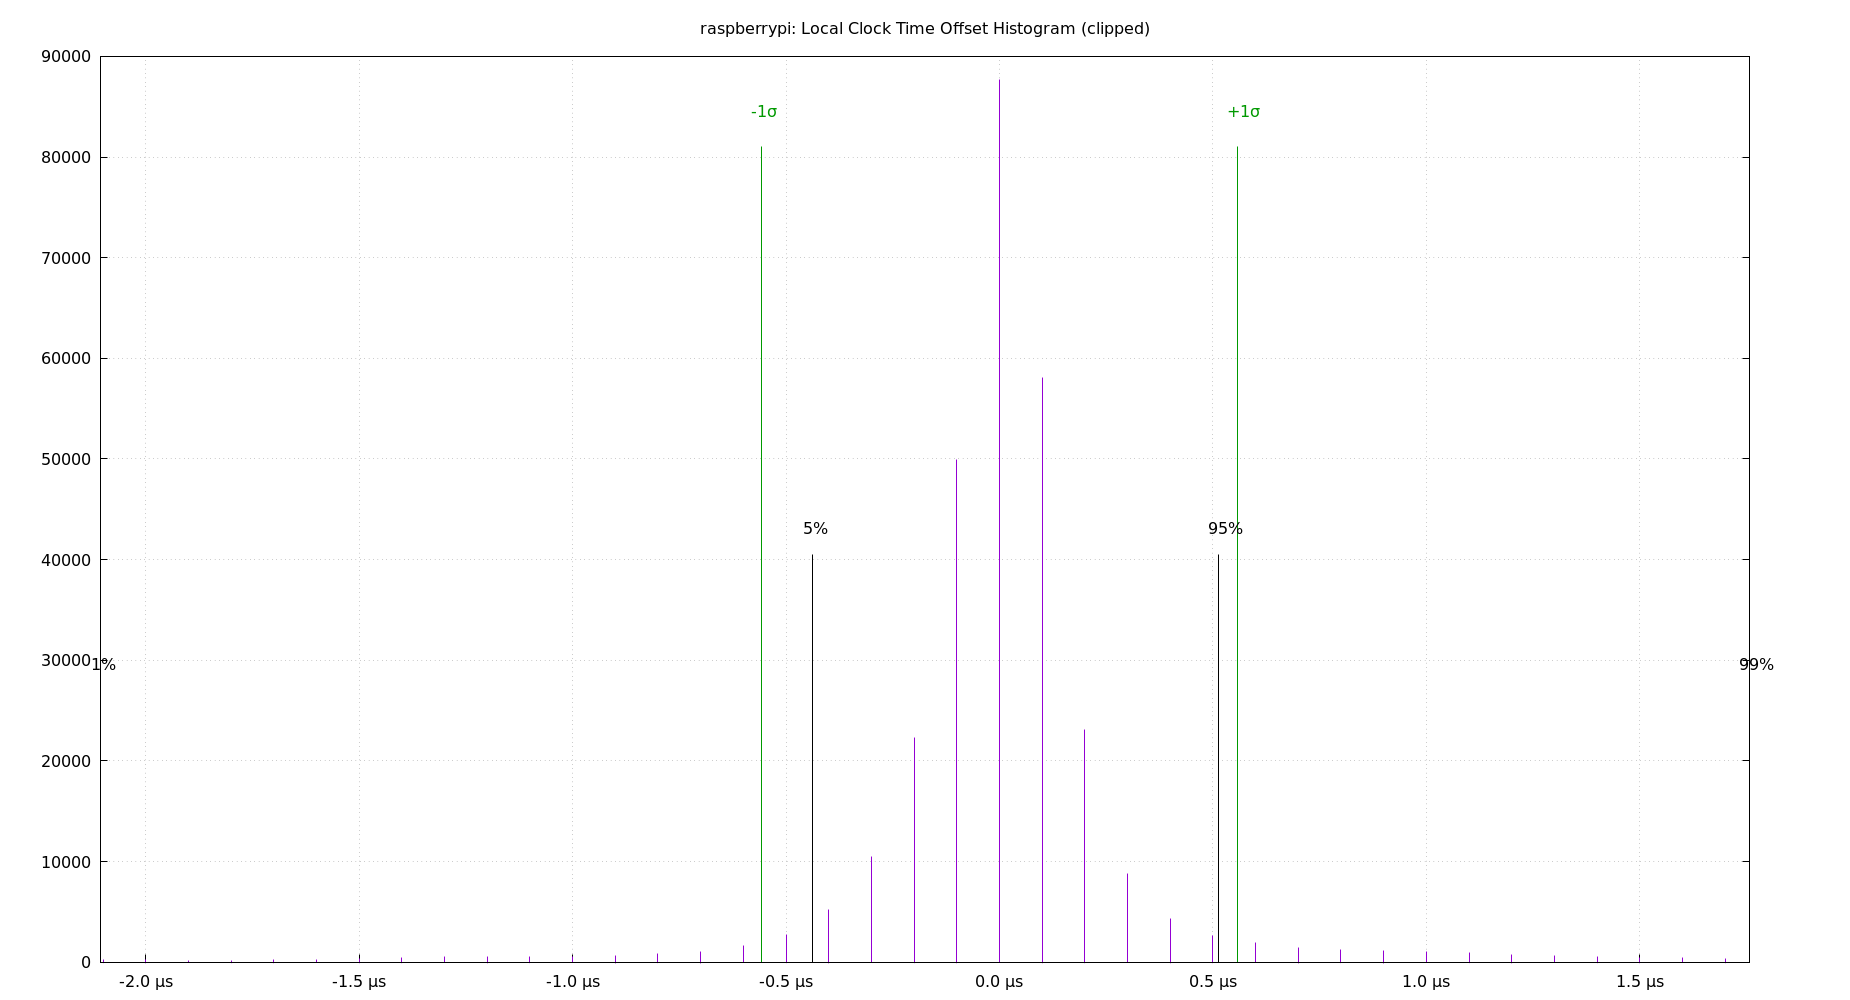 raspberrypi: Local Clock Time Offset Histogram (clipped)
90000
-1σ +1σ
80000
70000
60000
50000
5% 95%
40000
30000 1% 99%
20000
10000
0
-2.0 µs -1.5 µs -1.0 µs -0.5 µs 0.0 µs 0.5 µs 1.0 µs 1.5 µs